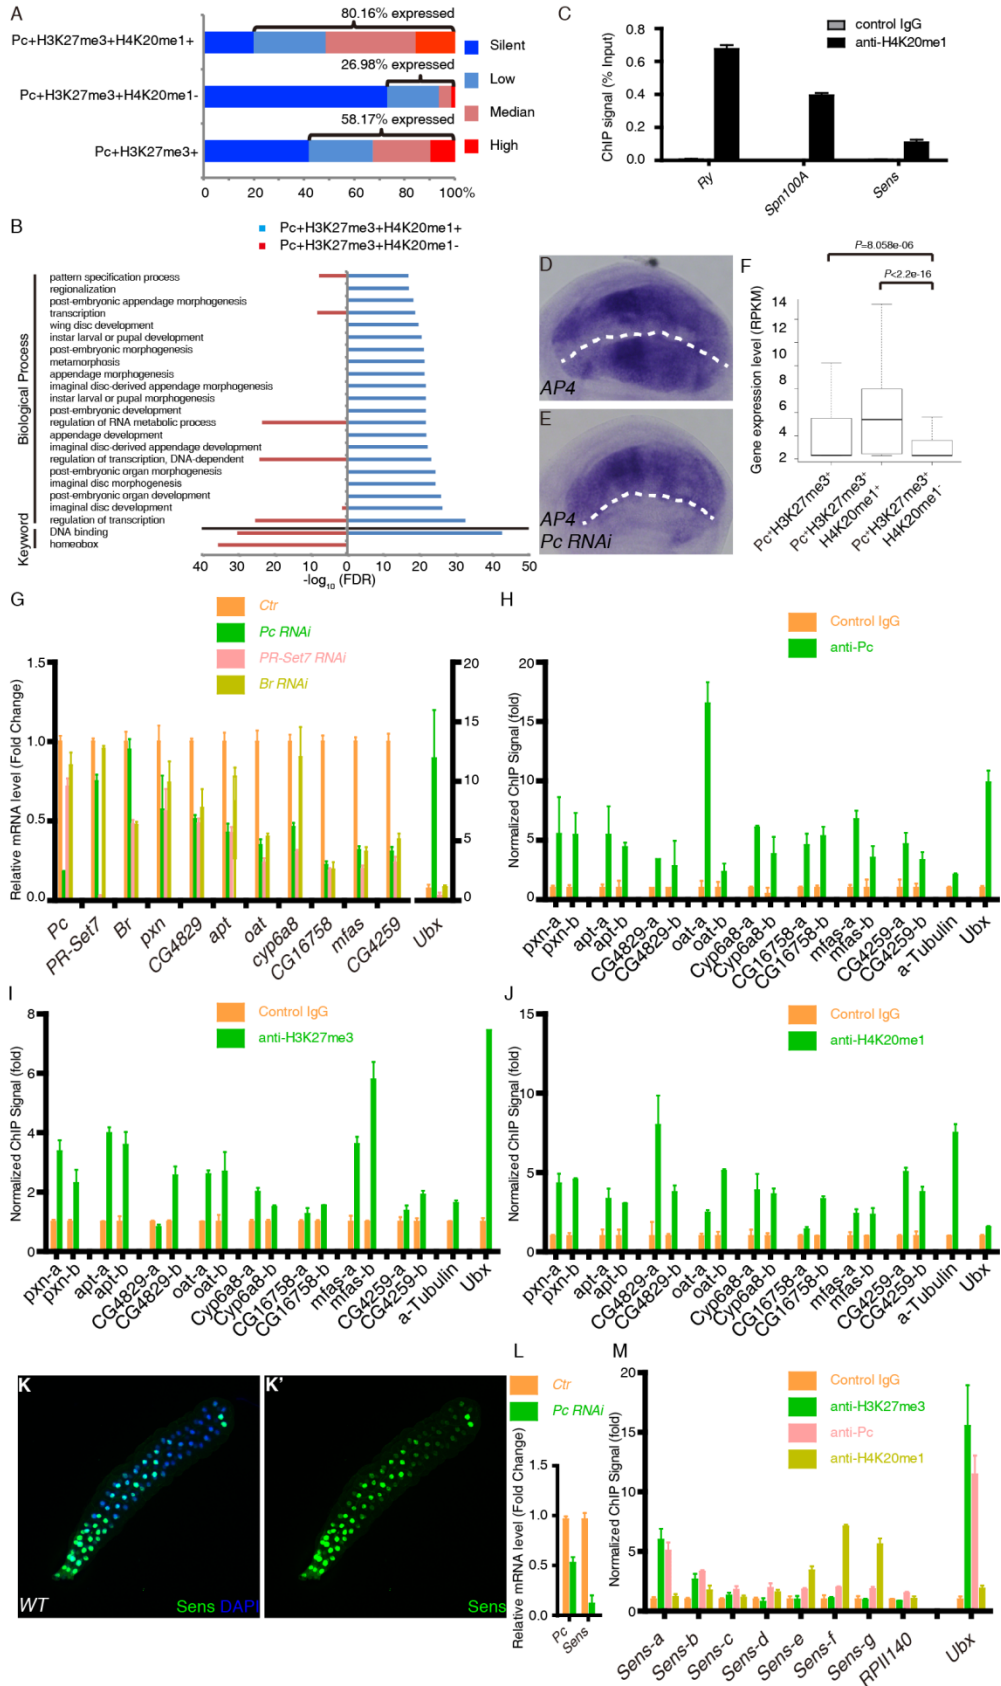 A
80.16% expressed
Pc+H3K27me3+H4K20me1+
26.98% expressed
Pc+H3K27me3+H4K20me1-
58.17% expressed
Pc+H3K27me3+
0 20 40 60 80 100%
Silent
Low
Median
High
B
Pc+H3K27me3+H4K20me1+
Pc+H3K27me3+H4K20me1-
Biological Process
pattern specification process
regionalization
post-embryonic appendage morphogenesis
transcription
wing disc development
instar larval or pupal development
post-embryonic morphogenesis
metamorphosis
appendage morphogenesis
imaginal disc-derived appendage morphogenesis
instar larval or pupal morphogenesis
post-embryonic development
regulation of RNA metabolic process
appendage development
imaginal disc-derived appendage development
regulation of transcription, DNA-dependent
post-embryonic organ morphogenesis
imaginal disc morphogenesis
post-embryonic organ development
imaginal disc development
regulation of transcription
Keyword
DNA binding
homeobox
40 30 20 10 0 10 20 30 40 50
-log10 (FDR)
C
control IgG
anti-H4K20me1
ChIP signal (% Input)
0.8
0.6
0.4
0.2
0.0
Ry
Spn100A
Sens
D
AP4
E
AP4
Pc RNAi
F
P=8.058e-06
P<2.2e-16
Gene expression level (RPKM)
14
12
10
8
6
4
2
Pc+H3K27me3+
Pc+H3K27me3+
H4K20me1+
Pc+H3K27me3+
H4K20me1-
G
Ctr
Pc RNAi
PR-Set7 RNAi
Br RNAi
Relative mRNA level (Fold Change)
1.5
1.0
0.5
0.0
20
15
10
5
0
Pc
PR-Set7
Br
pxn
CG4829
apt
oat
cyp6a8
CG16758
mfas
CG4259
Ubx
H
Control IgG
anti-Pc
Normalized ChIP Signal (fold)
20
15
10
5
0
pxn-a
pxn-b
apt-a
apt-b
CG4829-a
CG4829-b
oat-a
oat-b
Cyp6a8-a
Cyp6a8-b
CG16758-a
CG16758-b
mfas-a
mfas-b
CG4259-a
CG4259-b
a-Tubulin
Ubx
I
Control IgG
anti-H3K27me3
Normalized ChIP Signal (fold)
8
6
4
2
0
pxn-a
pxn-b
apt-a
apt-b
CG4829-a
CG4829-b
oat-a
oat-b
Cyp6a8-a
Cyp6a8-b
CG16758-a
CG16758-b
mfas-a
mfas-b
CG4259-a
CG4259-b
a-Tubulin
Ubx
J
Control IgG
anti-H4K20me1
Normalized ChIP Signal (fold)
15
10
5
0
pxn-a
pxn-b
apt-a
apt-b
CG4829-a
CG4829-b
oat-a
oat-b
Cyp6a8-a
Cyp6a8-b
CG16758-a
CG16758-b
mfas-a
mfas-b
CG4259-a
CG4259-b
a-Tubulin
Ubx
K
WT
Sens DAPI
K'
Sens
L
Ctr
Pc RNAi
Relative mRNA level (Fold Change)
1.5
1.0
0.5
0.0
Pc
Sens
M
Control IgG
anti-H3K27me3
anti-Pc
anti-H4K20me1
Normalized ChIP Signal (fold)
20
15
10
5
0
Sens-a
Sens-b
Sens-c
Sens-d
Sens-e
Sens-f
Sens-g
RPII140
Ubx